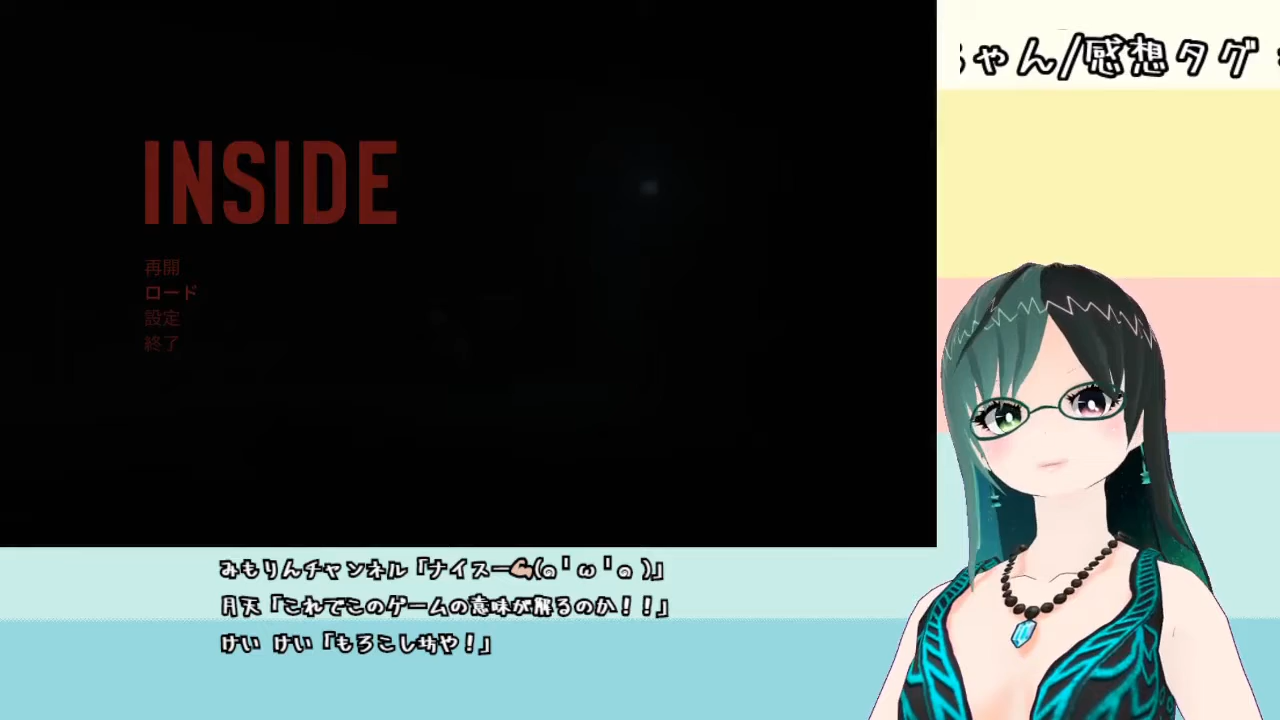 ちゃん/感想タグ
INSIDE
再開
ロード
設定
終了
みもりんチャンネル「ナイスー💪(๑'ω'๑ )」
月天「これでこのゲームの意味が解るのか！！」
けい けい「もろこし坊や！」